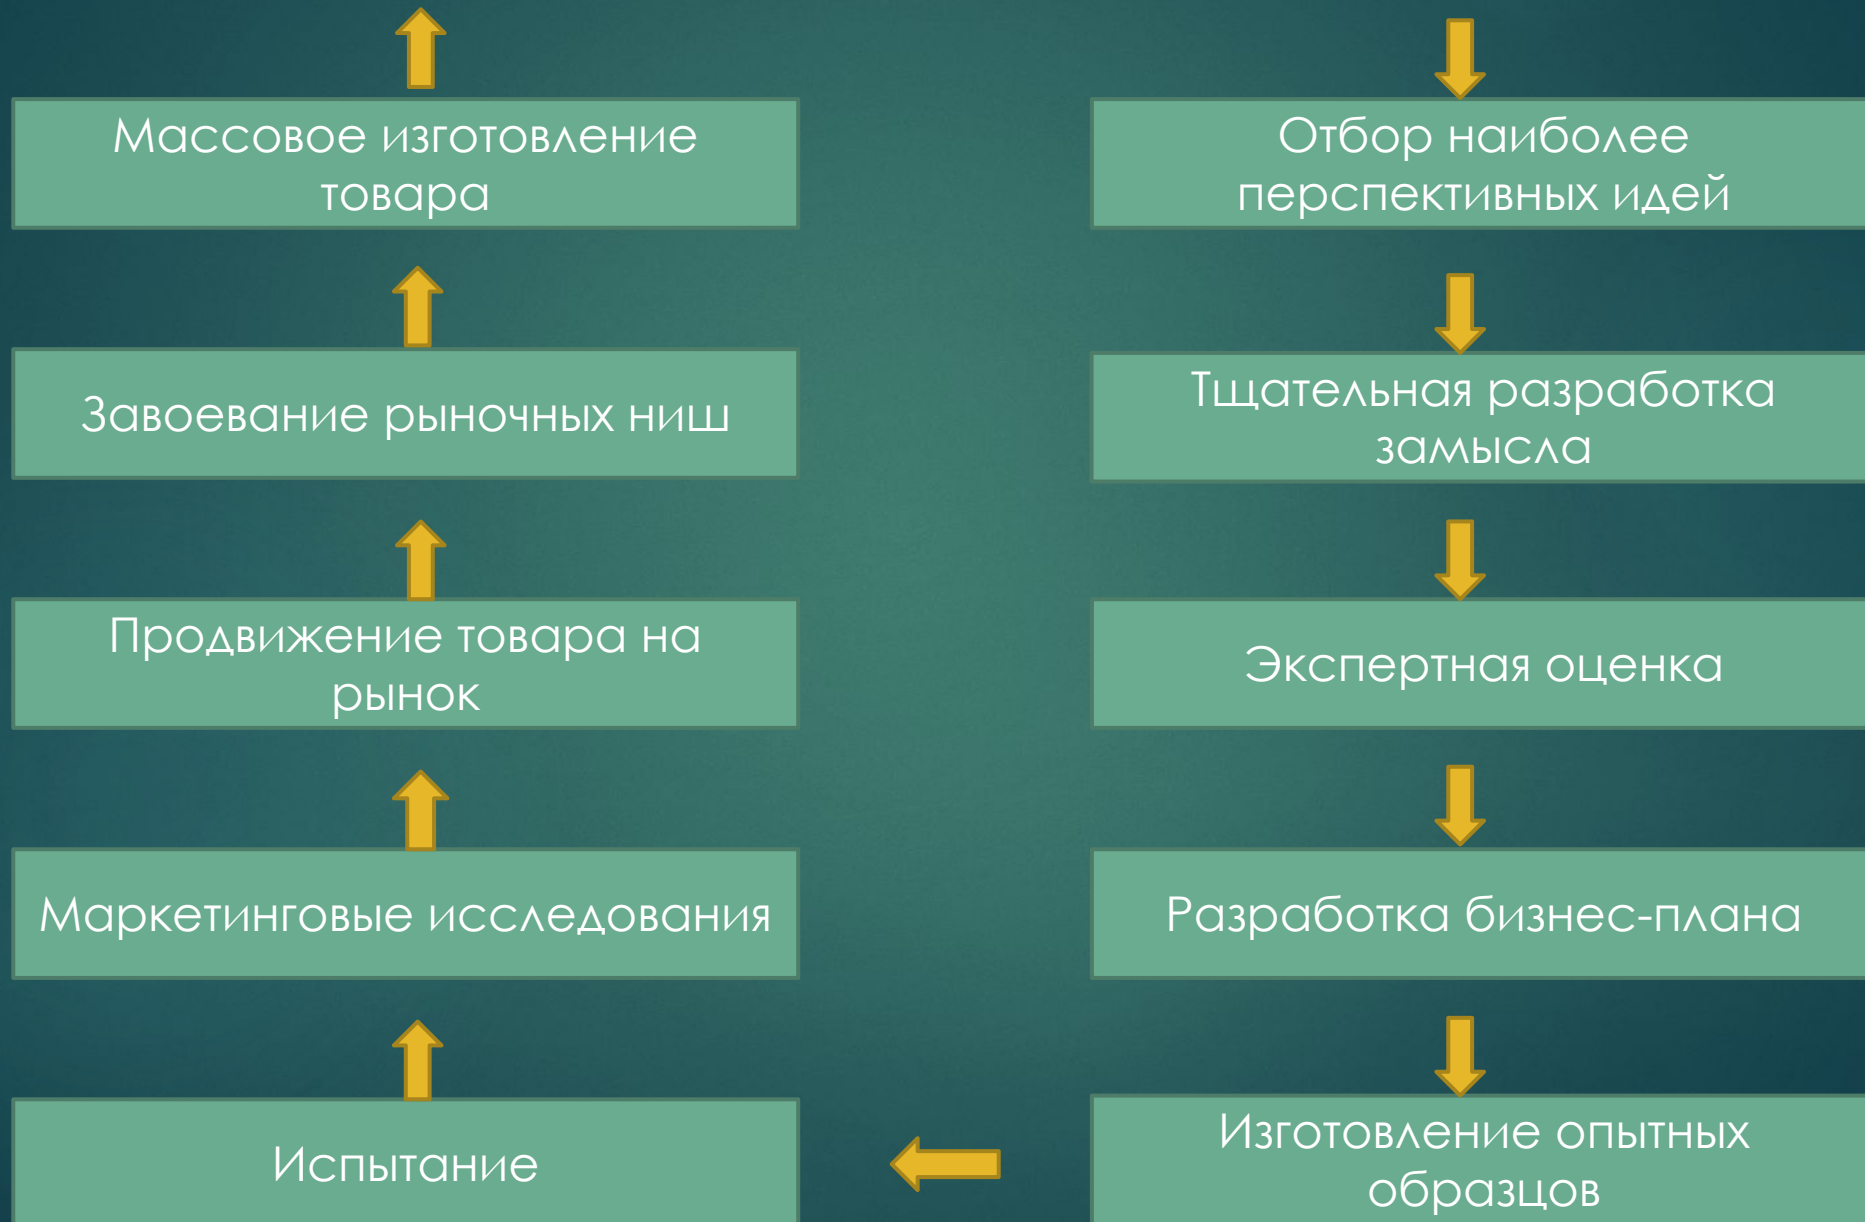 Массовое изготовление
товара
Завоевание рыночных ниш
Продвижение товара на
рынок
Маркетинговые исследования
Испытание
Отбор наиболее
перспективных идей
Тщательная разработка
замысла
Экспертная оценка
Разработка бизнес-плана
Изготовление опытных
образцов